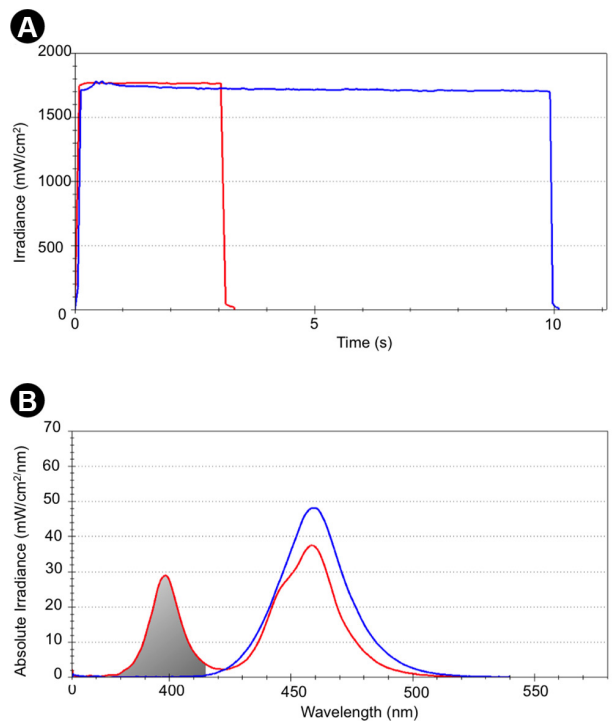 A
2000
1500
1000
500
0
Irradiance (mW/cm²)
0 5 10
Time (s)
B
70
60
50
40
30
20
10
0
Absolute Irradiance (mW/cm²/nm)
0 400 450 500 550
Wavelength (nm)